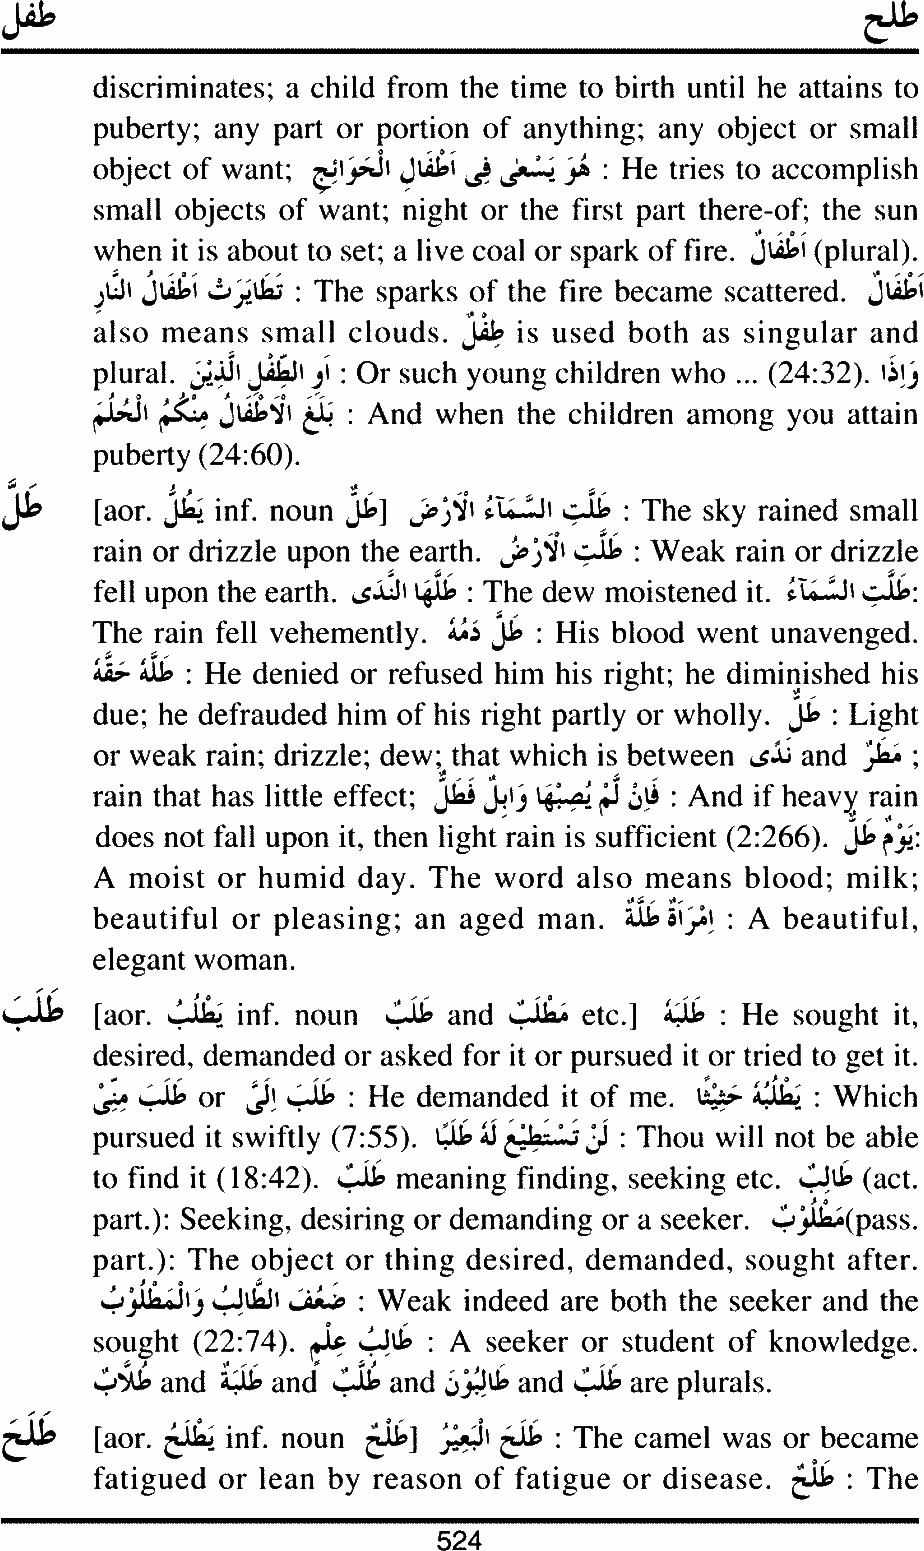 طفل طلح
discriminates; a child from the time to birth until he attains to
puberty; any part or portion of anything; any object or small
object of want; هُوَ يَسْعٰى فِى اَطْفَالِ الْحَوَائِجِ : He tries to accomplish
small objects of want; night or the first part there-of; the sun
when it is about to set; a live coal or spark of fire. اَطْفَالٌ (plural).
تَطَايَرَتْ اَطْفَالُ النَّارِ : The sparks of the fire became scattered. اَطْفَالٌ
also means small clouds. طِفْلٌ is used both as singular and
plural. اَوِ الطِّفْلِ الَّذِيْنَ : Or such young children who ... (24:32). وَاِذَا
بَلَغَ الْاَطْفَالُ مِنْكُمُ الْحُلُمَ : And when the children among you attain
puberty (24:60).
طَلَّ [aor. يَطُلُّ inf. noun طَلٌّ] طَلَّتِ السَّمَآءُ الْاَرْضَ : The sky rained small
rain or drizzle upon the earth. طَلَّتِ الْاَرْضُ : Weak rain or drizzle
fell upon the earth. طَلَّهَا النَّدٰى : The dew moistened it. طَلَّتِ السَّمَآءُ:
The rain fell vehemently. طَلَّ دَمُهٗ : His blood went unavenged.
طَلَّهٗ حَقَّهٗ : He denied or refused him his right; he diminished his
due; he defrauded him of his right partly or wholly. طَلٌّ : Light
or weak rain; drizzle; dew; that which is between نَدٰى and مَطَرٌ ;
rain that has little effect; فَاِنْ لَّمْ يُصِبْهَا وَابِلٌ فَطَلٌّ : And if heavy rain
does not fall upon it, then light rain is sufficient (2:266). يَوْمٌ طَلٌّ:
A moist or humid day. The word also means blood; milk;
beautiful or pleasing; an aged man. اِمْرَاَةٌ طَلَّةٌ : A beautiful,
elegant woman.
طَلَبَ [aor. يَطْلُبُ inf. noun طَلَبٌ and مَطْلَبٌ etc.] طَلَبَهٗ : He sought it,
desired, demanded or asked for it or pursued it or tried to get it.
طَلَبَ مِنِّىْ or طَلَبَ اِلَىَّ : He demanded it of me. يَطْلُبُهٗ حَثِيْثًا : Which
pursued it swiftly (7:55). لَنْ تَسْتَطِيْعَ لَهٗ طَلَبًا : Thou will not be able
to find it (18:42). طَلَبٌ meaning finding, seeking etc. طَالِبٌ (act.
part.): Seeking, desiring or demanding or a seeker. مَطْلُوْبٌ(pass.
part.): The object or thing desired, demanded, sought after.
ضَعُفَ الطَّالِبُ وَالْمَطْلُوْبُ : Weak indeed are both the seeker and the
sought (22:74). طَالِبُ عِلْمٍ : A seeker or student of knowledge.
طُلَّابٌ and طَلَبَةٌ and طُلَّبٌ and طَالِبُوْنَ and طَلَبٌ are plurals.
طَلَحَ [aor. يَطْلَحُ inf. noun طَلْحٌ] طَلَحَ الْبَعِيْرُ : The camel was or became
fatigued or lean by reason of fatigue or disease. طَلْحٌ : The
524